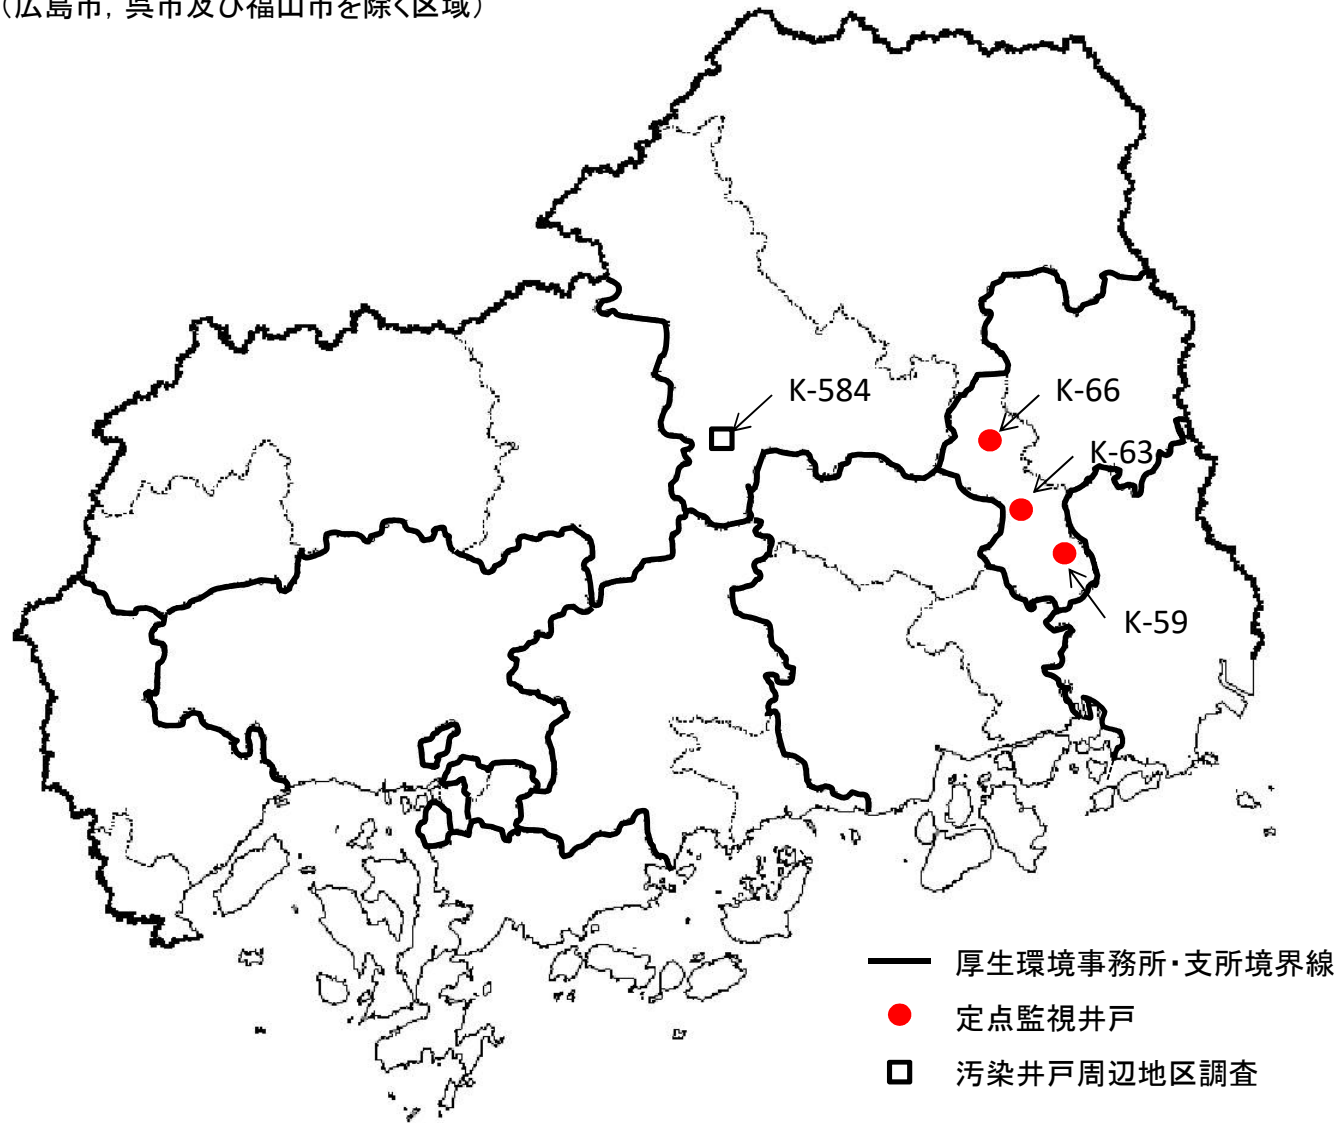 (広島市,呉市及び福山市を除く区域)
K-584
K-66
K-63
K-59
厚生環境事務所・支所境界線
定点監視井戸
汚染井戸周辺地区調査